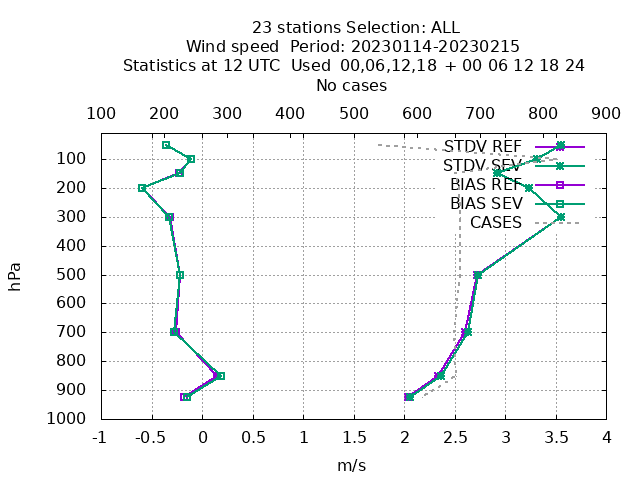 23 stations Selection: ALL
Wind speed  Period: 20230114-20230215
Statistics at 12 UTC  Used  00,06,12,18  + 00 06 12 18 24
No cases
100 200 300 400 500 600 700 800 900
STDV REF
STDV SEV
BIAS REF
BIAS SEV
CASES
hPa
100
200
300
400
500
600
700
800
900
1000
-1 -0.5 0 0.5 1 1.5 2 2.5 3 3.5 4
m/s